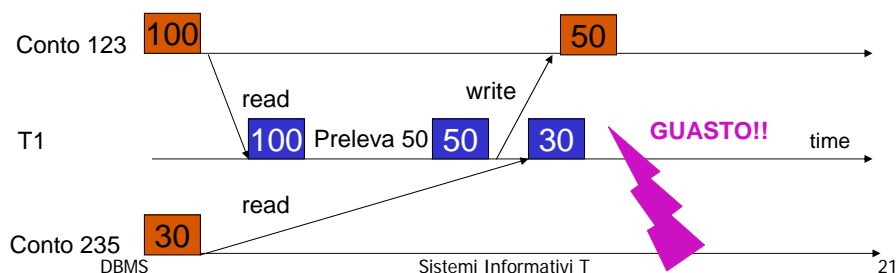 Conto 123
100
50
read
write
T1
100
Preleva 50
50
30
GUASTO!!
time
read
Conto 235
30
DBMS
Sistemi Informativi T
21